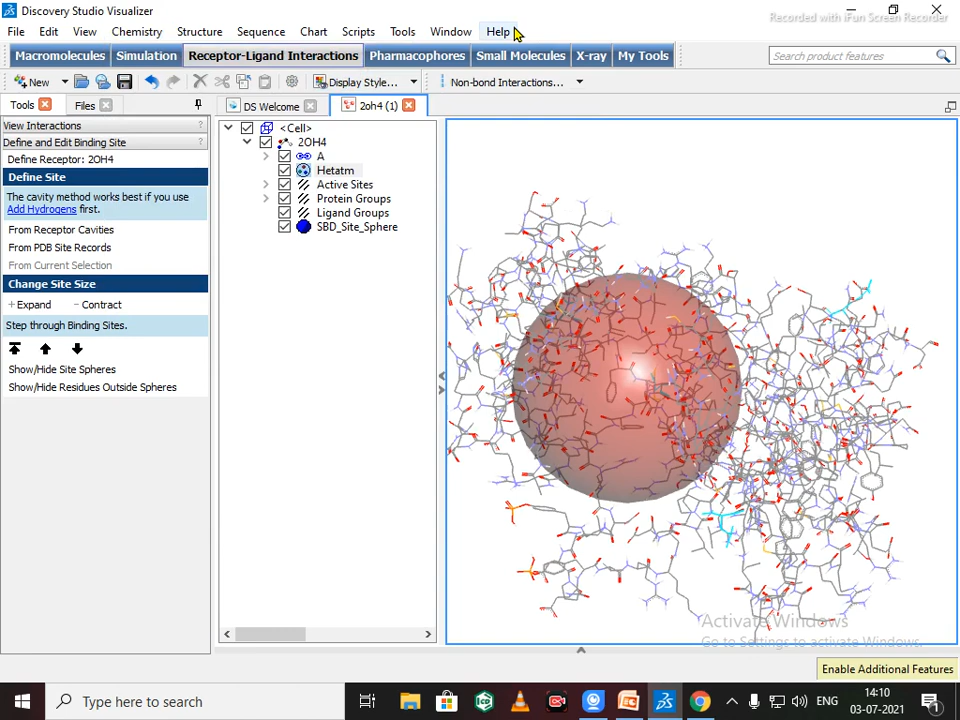 Discovery Studio Visualizer
Recorded with iFun Screen Recorder
File Edit View Chemistry Structure Sequence Chart Scripts Tools Window Help
Macromolecules Simulation Receptor-Ligand Interactions Pharmacophores Small Molecules X-ray My Tools Search product features
New Display Style... Non-bond Interactions...
Tools Files DS Welcome 2oh4 (1)
View Interactions ?
Define and Edit Binding Site ?
Define Receptor: 2OH4
Define Site
The cavity method works best if you use
Add Hydrogens first.
From Receptor Cavities
From PDB Site Records
From Current Selection
Change Site Size
+Expand - Contract
Step through Binding Sites.
Show/Hide Site Spheres
Show/Hide Residues Outside Spheres
<Cell>
2OH4
A
Hetatm
Active Sites
Protein Groups
Ligand Groups
SBD_Site_Sphere
Activate Windows
Go to Settings to activate Windows.
Enable Additional Features
Type here to search
ENG
14:10
03-07-2021
1